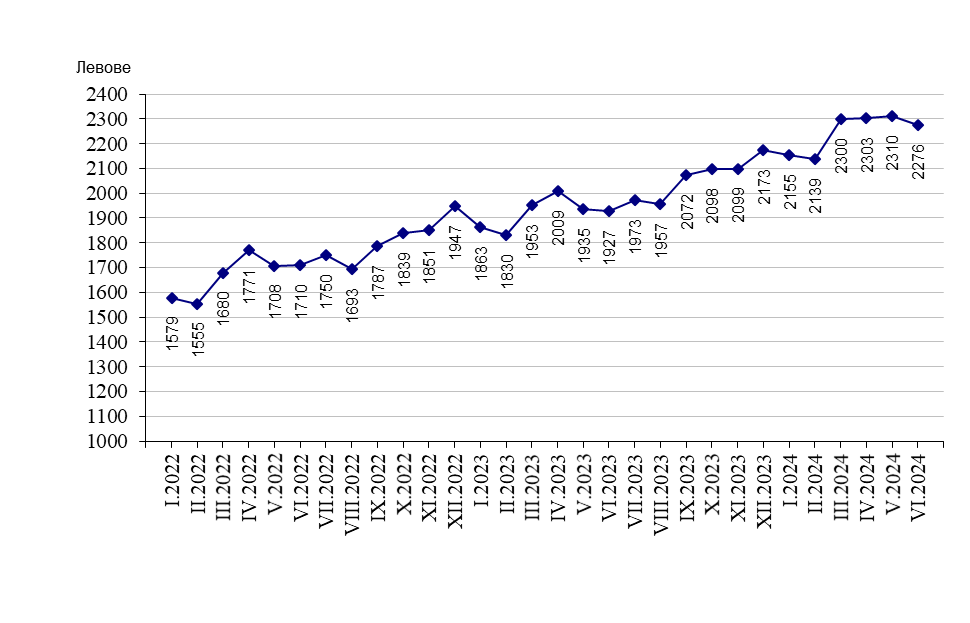 Левове
2400
2300
2200
2100
2000
1900
1800
1700
1600
1500
1400
1300
1200
1100
1000
1579
1555
1680
1771
1708
1710
1750
1693
1787
1839
1851
1947
1863
1830
1953
2009
1935
1927
1973
1957
2072
2098
2099
2173
2155
2139
2300
2303
2310
2276
I.2022
II.2022
III.2022
IV.2022
V.2022
VI.2022
VII.2022
VIII.2022
IX.2022
X.2022
XI.2022
XII.2022
I.2023
II.2023
III.2023
IV.2023
V.2023
VI.2023
VII.2023
VIII.2023
IX.2023
X.2023
XI.2023
XII.2023
I.2024
II.2024
III.2024
IV.2024
V.2024
VI.2024